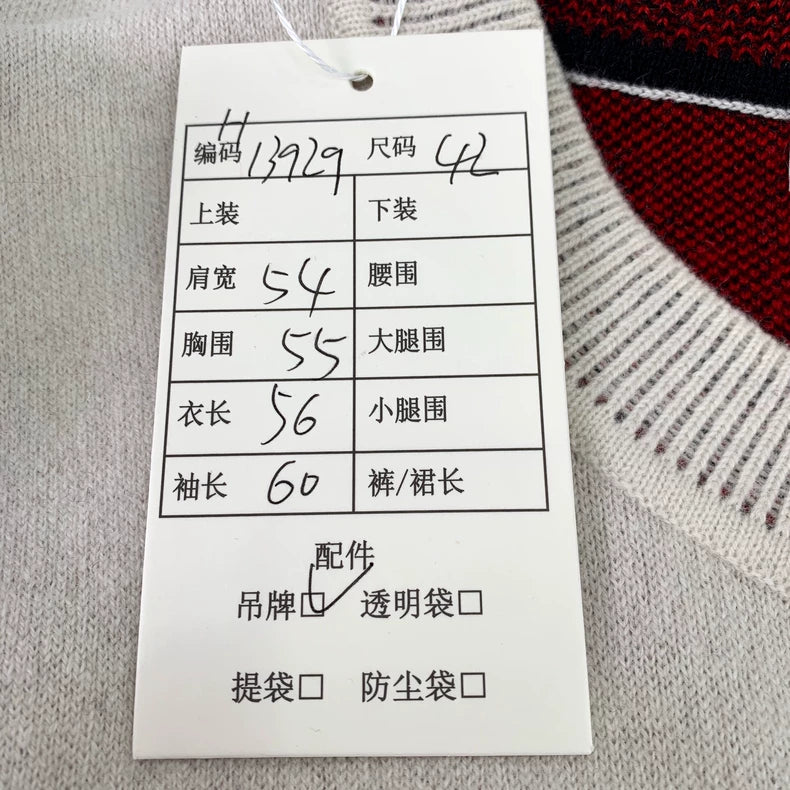 编码 H13929 尺码 42
上装 下装
肩宽 54 腰围
胸围 55 大腿围
衣长 56 小腿围
袖长 60 裤/裙长
配件
吊牌☑ 透明袋□
提袋□ 防尘袋□